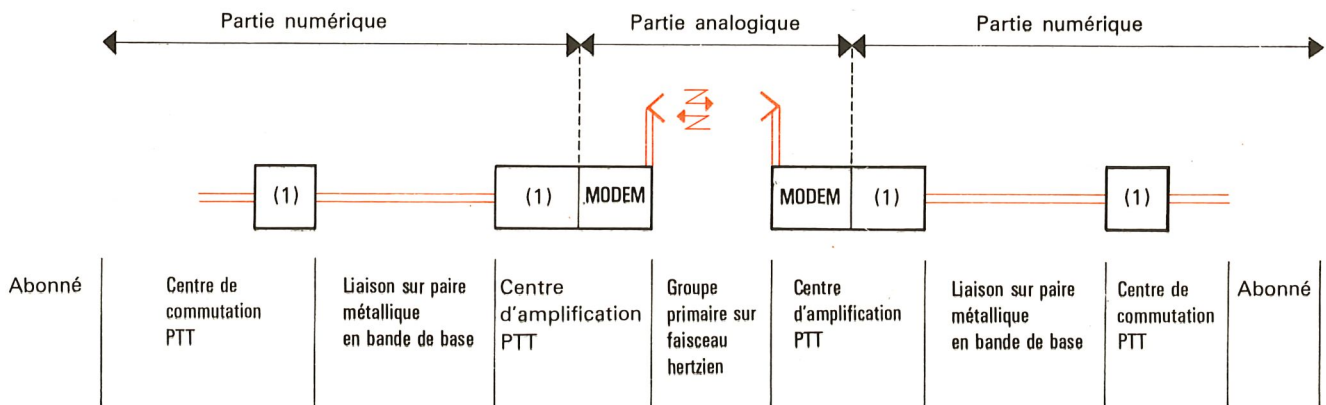 Partie numérique
Partie analogique
Partie numérique
(1)
(1)
MODEM
MODEM
(1)
(1)
Abonné
Centre de
commutation
PTT
Liaison sur paire
métallique
en bande de base
Centre
d'amplification
PTT
Groupe
primaire sur
faisceau
hertzien
Centre
d'amplification
PTT
Liaison sur paire
métallique
en bande de base
Centre de
commutation
PTT
Abonné